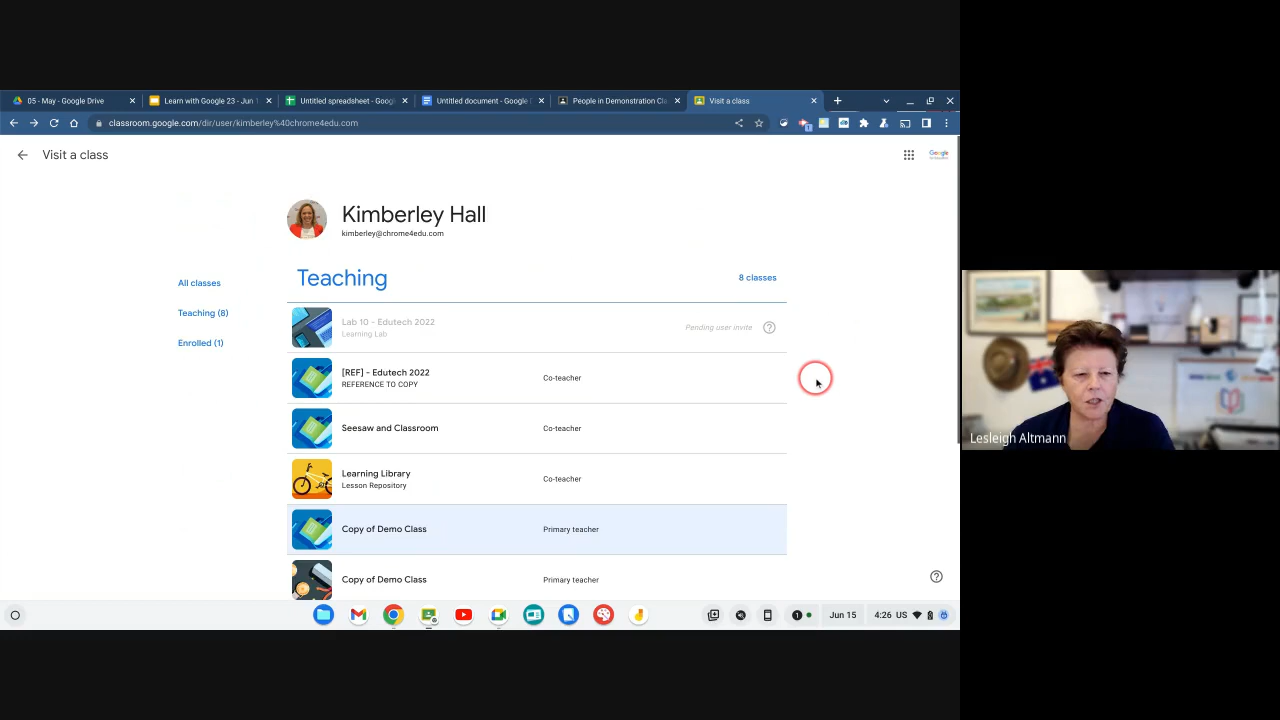 05 - May - Google Drive
Learn with Google 23 - Jun 1
Untitled spreadsheet - Goog
Untitled document - Google
People in Demonstration Cla
Visit a class
classroom.google.com/dir/user/kimberley%40chrome4edu.com
Visit a class
Google
Kimberley Hall
kimberley@chrome4edu.com
Teaching
8 classes
All classes
Teaching (8)
Enrolled (1)
Lab 10 - Edutech 2022
Learning Lab
Pending user invite
[REF] - Edutech 2022
REFERENCE TO COPY
Co-teacher
Seesaw and Classroom
Co-teacher
Learning Library
Lesson Repository
Co-teacher
Copy of Demo Class
Primary teacher
Copy of Demo Class
Primary teacher
Jun 15
4:26 US
Lesleigh Altmann